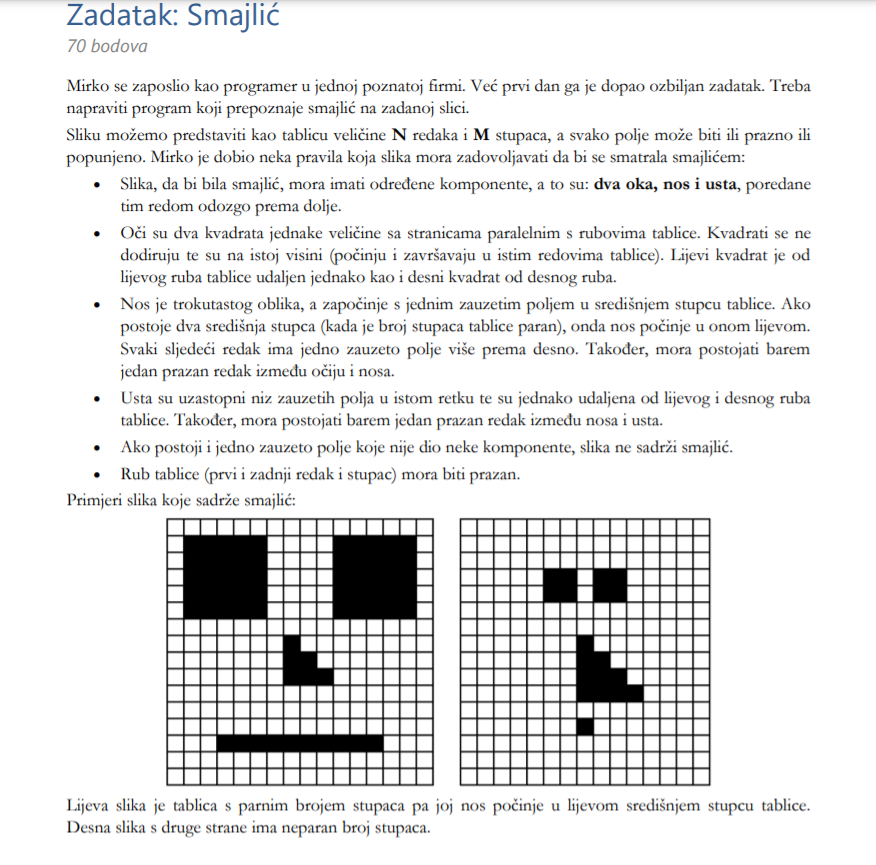 Zadatak: Smajlić
70 bodova
Mirko se zaposlio kao programer u jednoj poznatoj firmi. Već prvi dan ga je dopao ozbiljan zadatak. Treba
napraviti program koji prepoznaje smajlić na zadanoj slici.
Sliku možemo predstaviti kao tablicu veličine N redaka i M stupaca, a svako polje može biti ili prazno ili
popunjeno. Mirko je dobio neka pravila koja slika mora zadovoljavati da bi se smatrala smajlićem:
• Slika, da bi bila smajlić, mora imati određene komponente, a to su: dva oka, nos i usta, poredane
tim redom odozgo prema dolje.
• Oči su dva kvadrata jednake veličine sa stranicama paralelnim s rubovima tablice. Kvadrati se ne
dodiruju te su na istoj visini (počinju i završavaju u istim redovima tablice). Lijevi kvadrat je od
lijevog ruba tablice udaljen jednako kao i desni kvadrat od desnog ruba.
• Nos je trokutastog oblika, a započinje s jednim zauzetim poljem u središnjem stupcu tablice. Ako
postoje dva središnja stupca (kada je broj stupaca tablice paran), onda nos počinje u onom lijevom.
Svaki sljedeći redak ima jedno zauzeto polje više prema desno. Također, mora postojati barem
jedan prazan redak između očiju i nosa.
• Usta su uzastopni niz zauzetih polja u istom retku te su jednako udaljena od lijevog i desnog ruba
tablice. Također, mora postojati barem jedan prazan redak između nosa i usta.
• Ako postoji i jedno zauzeto polje koje nije dio neke komponente, slika ne sadrži smajlić.
• Rub tablice (prvi i zadnji redak i stupac) mora biti prazan.
Primjeri slika koje sadrže smajlić:
Lijeva slika je tablica s parnim brojem stupaca pa joj nos počinje u lijevom središnjem stupcu tablice.
Desna slika s druge strane ima neparan broj stupaca.